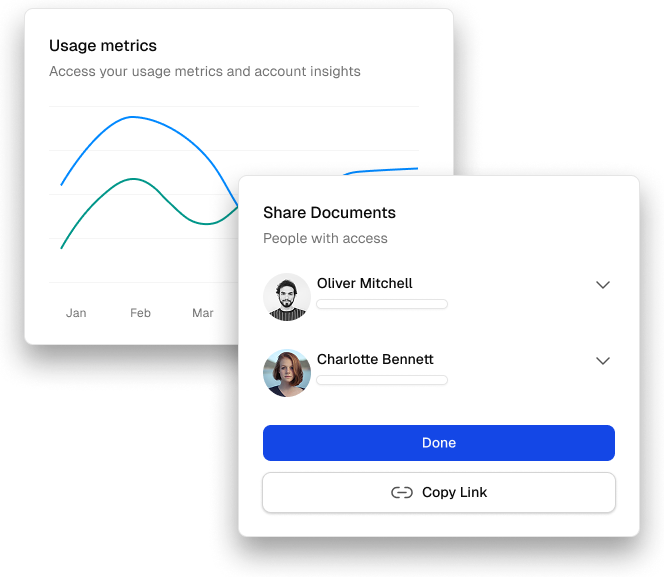 Usage metrics
Access your usage metrics and account insights
Jan Feb Mar
Share Documents
People with access
Oliver Mitchell
Charlotte Bennett
Done
Copy Link